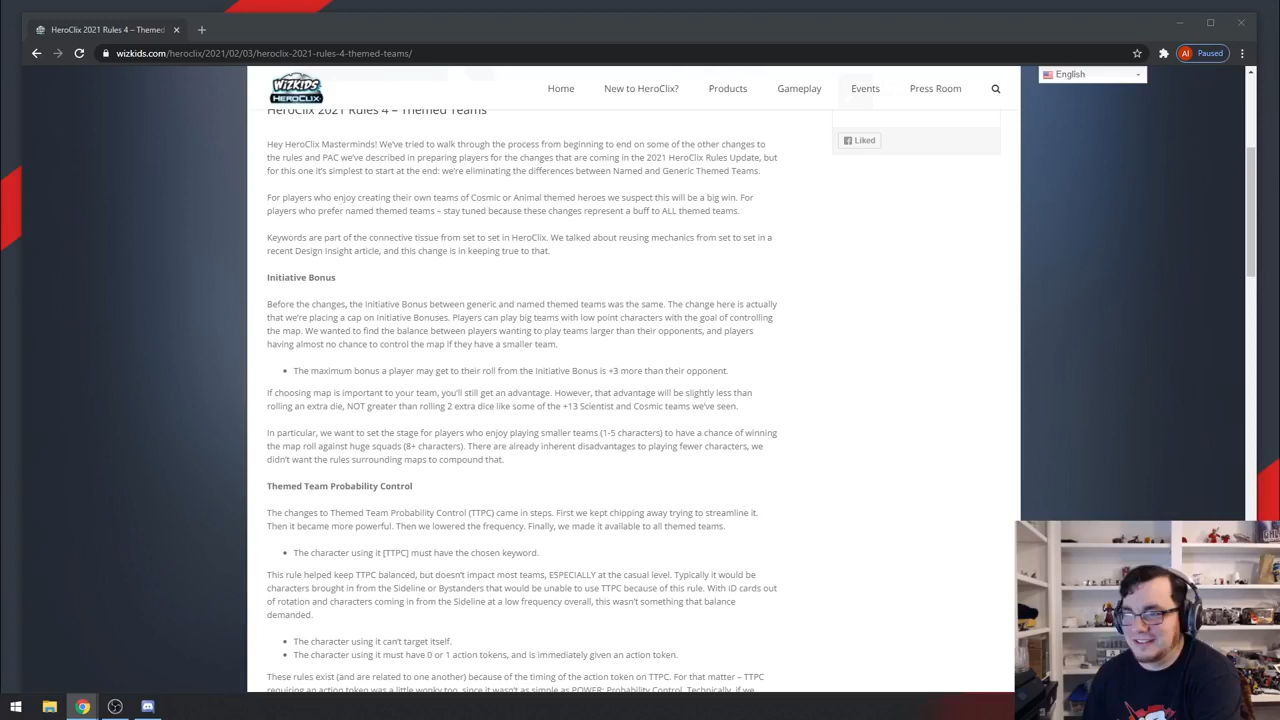 HeroClix 2021 Rules 4 – Themed
wizkids.com/heroclix/2021/02/03/heroclix-2021-rules-4-themed-teams/
AI Paused
WIZKIDS
HEROCLIX
Home New to HeroClix? Products Gameplay Events Press Room
English
HeroClix 2021 Rules 4 – Themed Teams
Liked
Hey HeroClix Masterminds! We've tried to walk through the process from beginning to end on some of the other changes to
the rules and PAC we've described in preparing players for the changes that are coming in the 2021 HeroClix Rules Update, but
for this one it's simplest to start at the end: we're eliminating the differences between Named and Generic Themed Teams.
For players who enjoy creating their own teams of Cosmic or Animal themed heroes we suspect this will be a big win. For
players who prefer named themed teams – stay tuned because these changes represent a buff to ALL themed teams.
Keywords are part of the connective tissue from set to set in HeroClix. We talked about reusing mechanics from set to set in a
recent Design Insight article, and this change is in keeping true to that.
Initiative Bonus
Before the changes, the Initiative Bonus between generic and named themed teams was the same. The change here is actually
that we're placing a cap on Initiative Bonuses. Players can play big teams with low point characters with the goal of controlling
the map. We wanted to find the balance between players wanting to play teams larger than their opponents, and players
having almost no chance to control the map if they have a smaller team.
• The maximum bonus a player may get to their roll from the Initiative Bonus is +3 more than their opponent.
If choosing map is important to your team, you'll still get an advantage. However, that advantage will be slightly less than
rolling an extra die, NOT greater than rolling 2 extra dice like some of the +13 Scientist and Cosmic teams we've seen.
In particular, we want to set the stage for players who enjoy playing smaller teams (1-5 characters) to have a chance of winning
the map roll against huge squads (8+ characters). There are already inherent disadvantages to playing fewer characters, we
didn't want the rules surrounding maps to compound that.
Themed Team Probability Control
The changes to Themed Team Probability Control (TTPC) came in steps. First we kept chipping away trying to streamline it.
Then it became more powerful. Then we lowered the frequency. Finally, we made it available to all themed teams.
• The character using it [TTPC] must have the chosen keyword.
This rule helped keep TTPC balanced, but doesn't impact most teams, ESPECIALLY at the casual level. Typically it would be
characters brought in from the Sideline or Bystanders that would be unable to use TTPC because of this rule. With ID cards out
of rotation and characters coming in from the Sideline at a low frequency overall, this wasn't something that balance
demanded.
• The character using it can't target itself.
• The character using it must have 0 or 1 action tokens, and is immediately given an action token.
These rules exist (and are related to one another) because of the timing of the action token on TTPC. For that matter – TTPC
requiring an action token was a little wonky too, since it wasn't as simple as POWER: Probability Control. Technically, if we